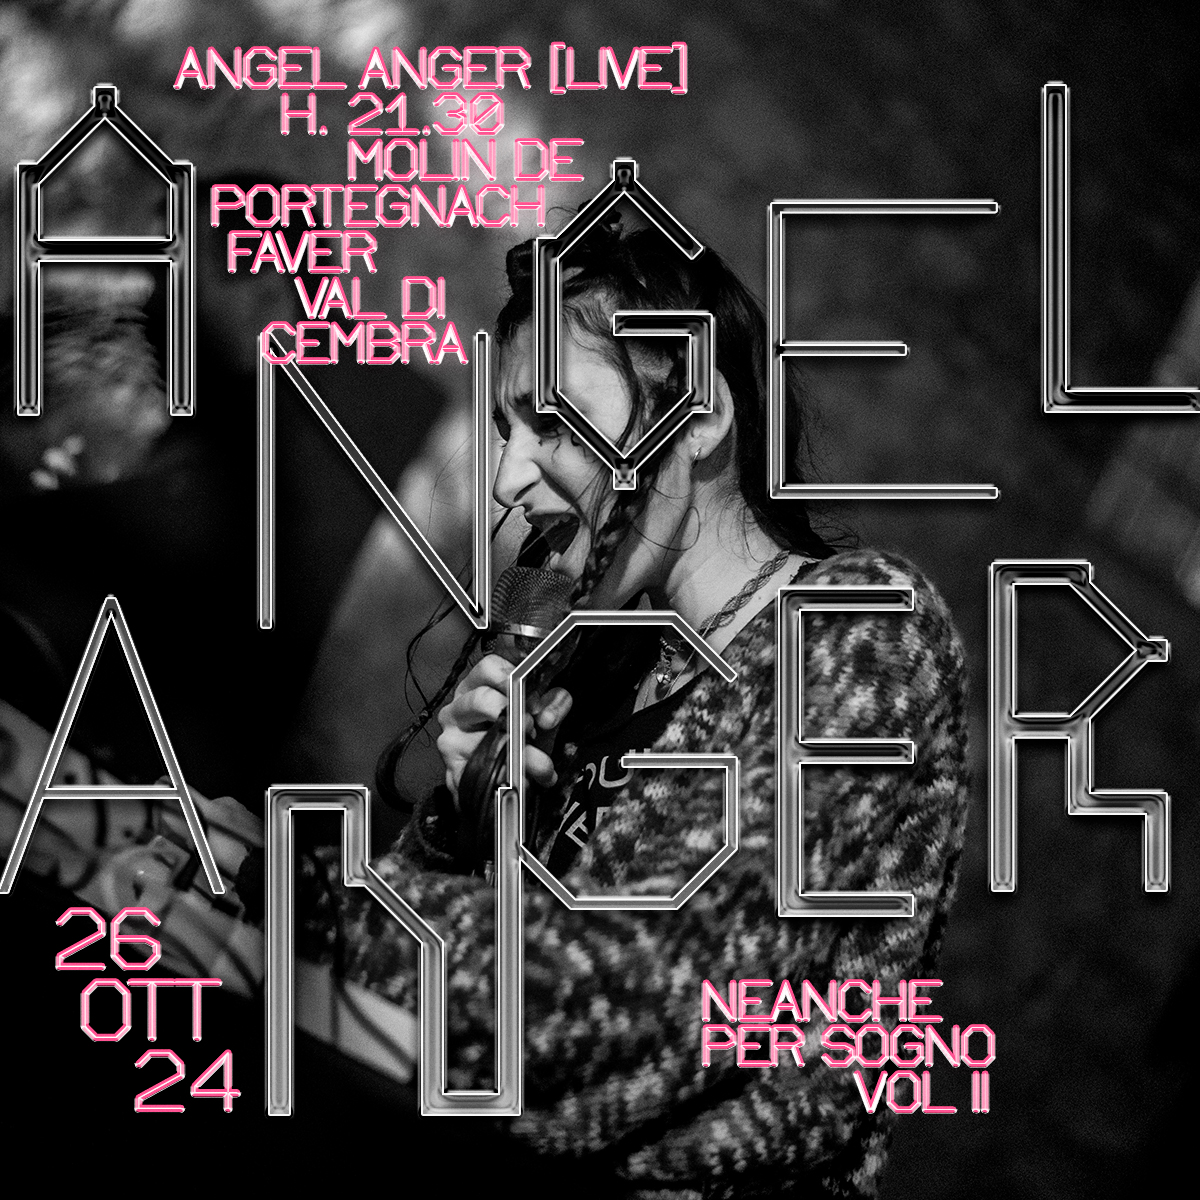 ANGEL ANGER [LIVE]
H. 21.30
MOLIN DE
PORTEGNACH
FAVER
VAL DI
CEMBRA
ANGEL
ANGER
26
OTT
24
NEANCHE
PER SOGNO
VOL II